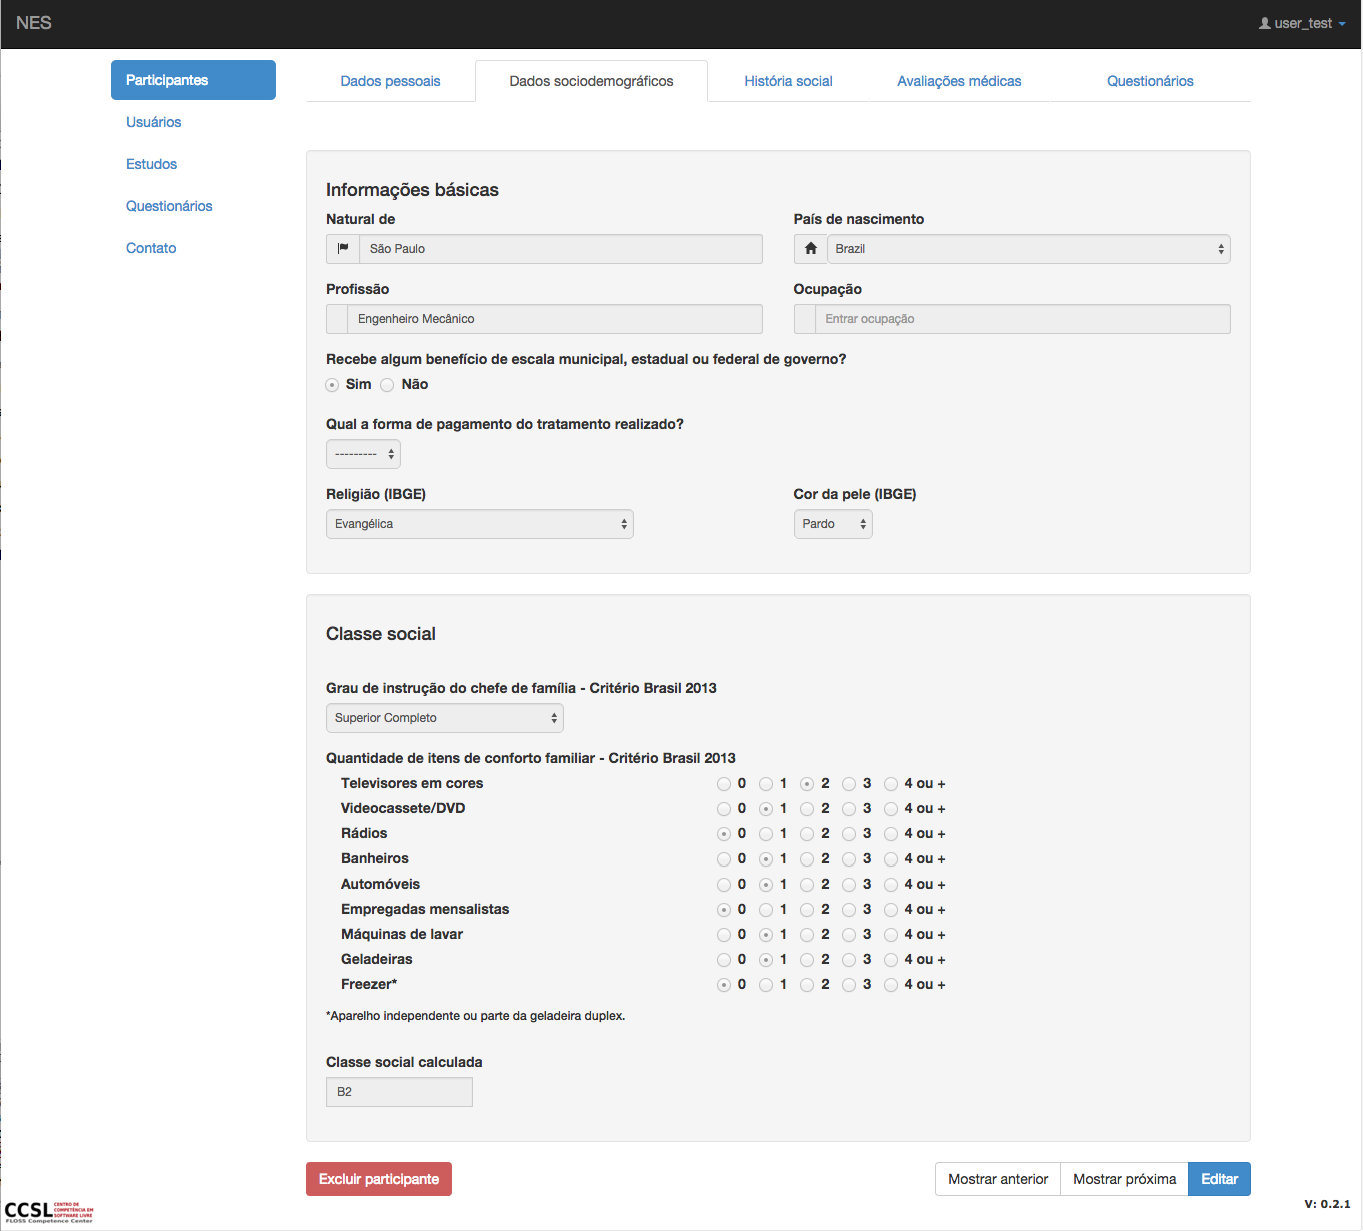 NES
user_test
Participantes
Usuários
Estudos
Questionários
Contato
Dados pessoais
Dados sociodemográficos
História social
Avaliações médicas
Questionários
Informações básicas
Natural de
País de nascimento
São Paulo
Brazil
Profissão
Ocupação
Engenheiro Mecânico
Entrar ocupação
Recebe algum benefício de escala municipal, estadual ou federal de governo?
Sim Não
Qual a forma de pagamento do tratamento realizado?
---------
Religião (IBGE)
Cor da pele (IBGE)
Evangélica
Pardo
Classe social
Grau de instrução do chefe de família - Critério Brasil 2013
Superior Completo
Quantidade de itens de conforto familiar - Critério Brasil 2013
Televisores em cores 0 1 2 3 4 ou +
Videocassete/DVD 0 1 2 3 4 ou +
Rádios 0 1 2 3 4 ou +
Banheiros 0 1 2 3 4 ou +
Automóveis 0 1 2 3 4 ou +
Empregadas mensalistas 0 1 2 3 4 ou +
Máquinas de lavar 0 1 2 3 4 ou +
Geladeiras 0 1 2 3 4 ou +
Freezer* 0 1 2 3 4 ou +
*Aparelho independente ou parte da geladeira duplex.
Classe social calculada
B2
Excluir participante
Mostrar anterior
Mostrar próxima
Editar
CCSL
CENTRO DE
COMPETÊNCIA EM
SOFTWARE LIVRE
FLOSS Competence Center
V: 0.2.1